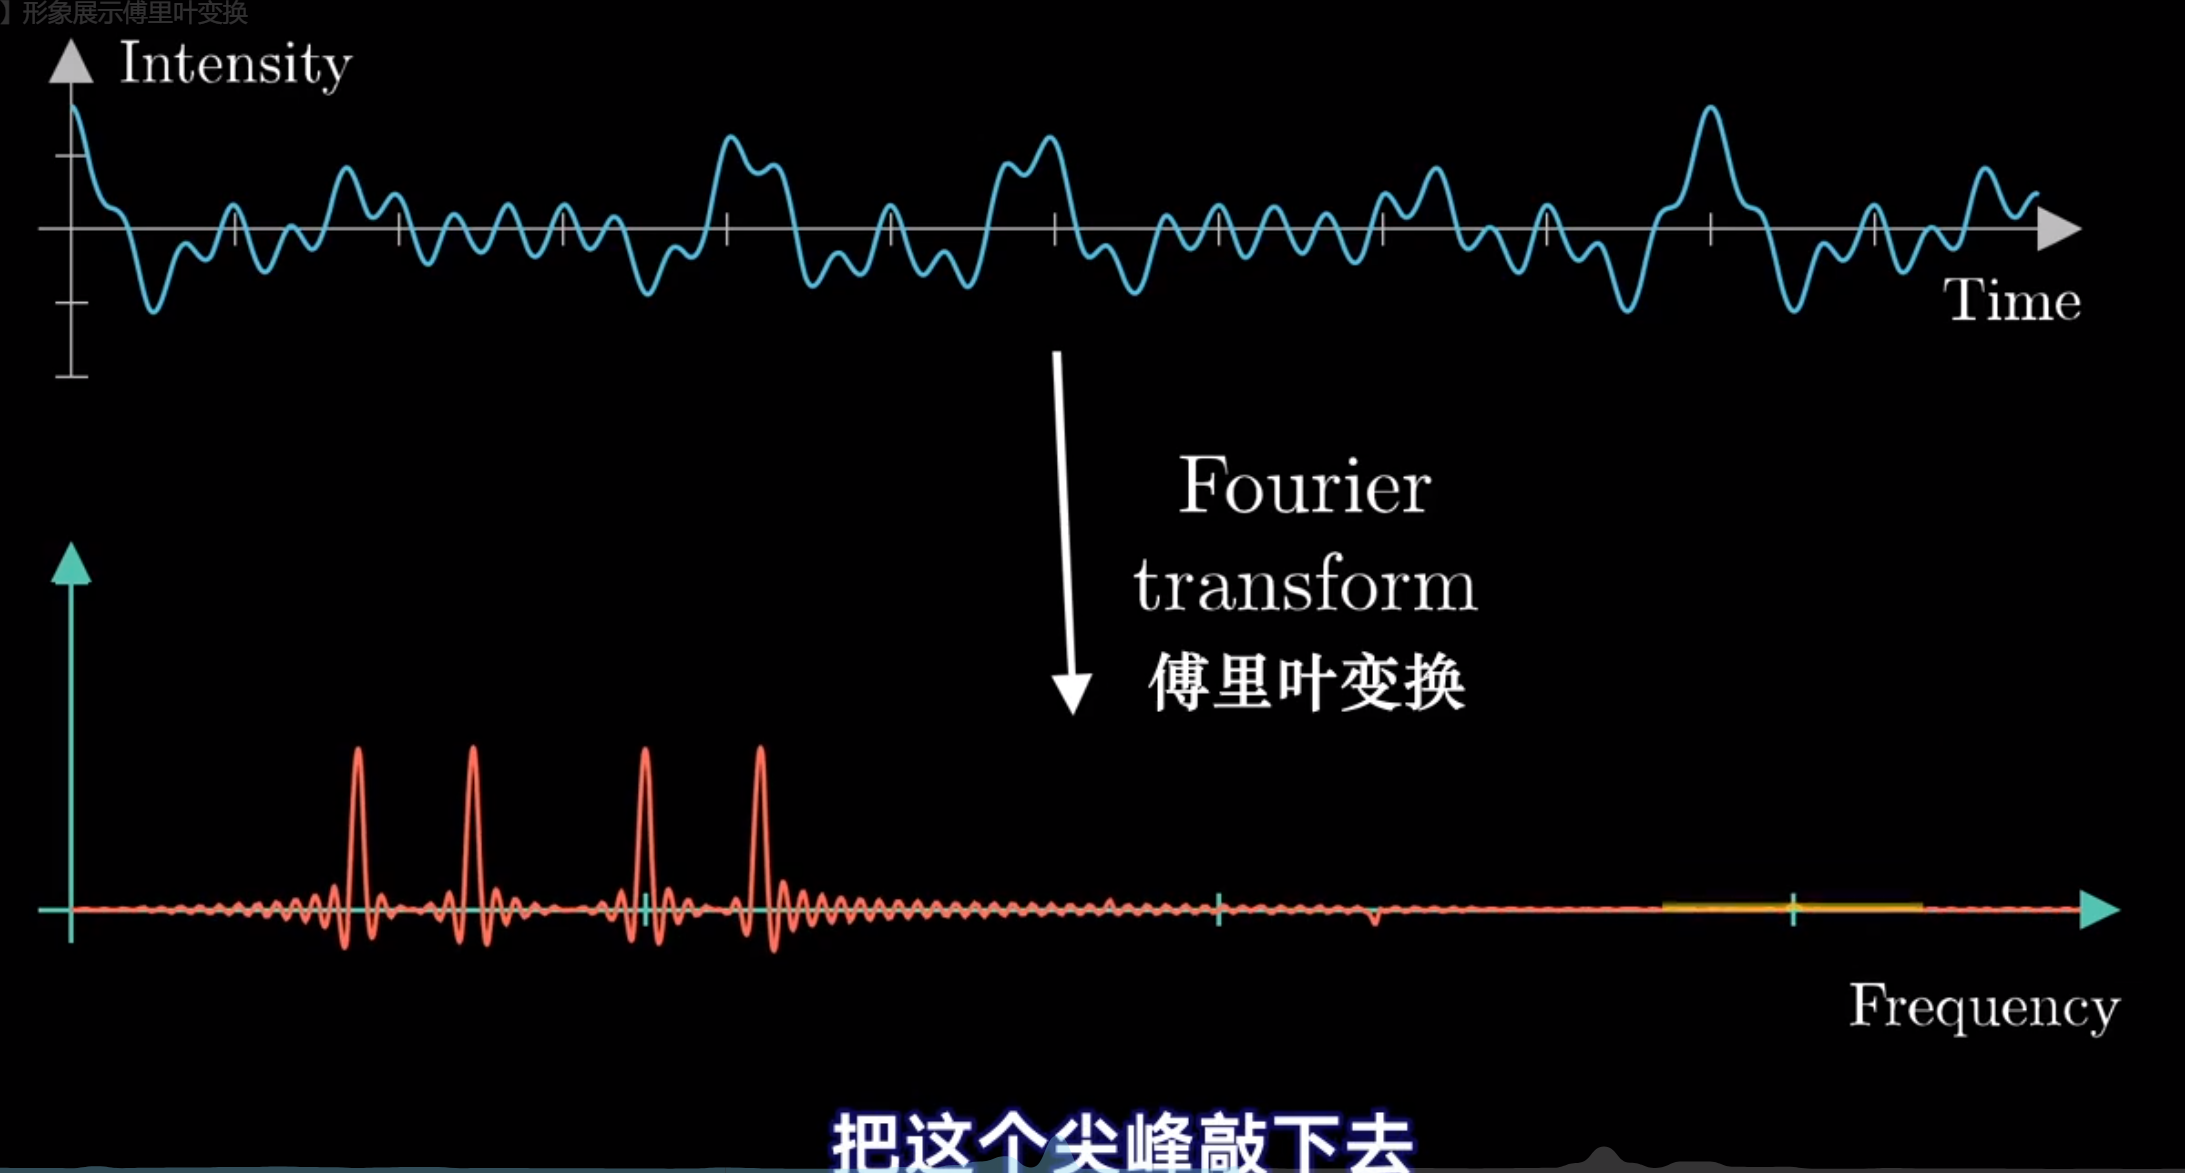 】形象展示傅里叶变换
Intensity
Time
Fourier
transform
傅里叶变换
Frequency
把这个尖峰敲下去